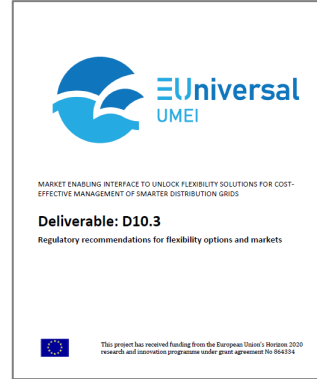 EUniversal
UMEI
MARKET ENABLING INTERFACE TO UNLOCK FLEXIBILITY SOLUTIONS FOR COST-
EFFECTIVE MANAGEMENT OF SMARTER DISTRIBUTION GRIDS
Deliverable: D10.3
Regulatory recommendations for flexibility options and markets
This project has received funding from the European Union's Horizon 2020
research and innovation programme under grant agreement No 864334